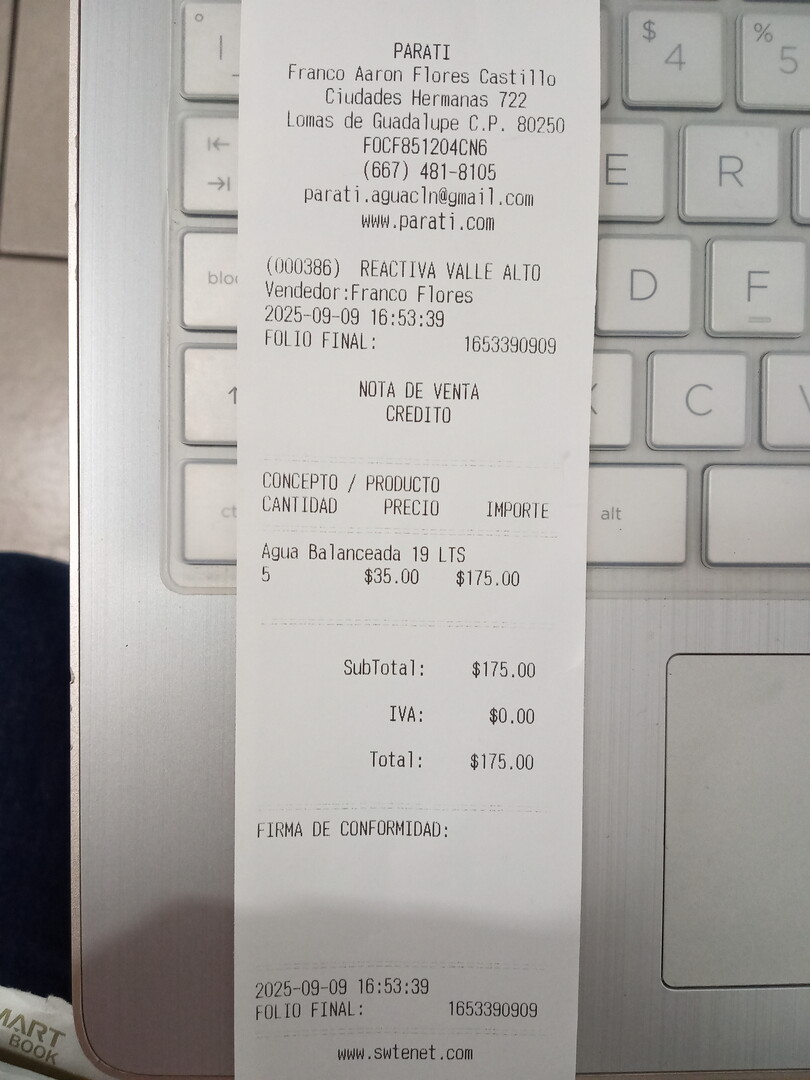 PARATI
Franco Aaron Flores Castillo
Ciudades Hermanas 722
Lomas de Guadalupe C.P. 80250
FOCF851204CN6
(667) 481-8105
parati.aguacln@gmail.com
www.parati.com
(000386) REACTIVA VALLE ALTO
Vendedor:Franco Flores
2025-09-09 16:53:39
FOLIO FINAL: 1653390909
NOTA DE VENTA
CREDITO
CONCEPTO / PRODUCTO
CANTIDAD PRECIO IMPORTE
Agua Balanceada 19 LTS
5 $35.00 $175.00
SubTotal: $175.00
IVA: $0.00
Total: $175.00
FIRMA DE CONFORMIDAD:
2025-09-09 16:53:39
FOLIO FINAL: 1653390909
www.swtenet.com
$ 4
% 5
E R
D F
C
alt
BOOK